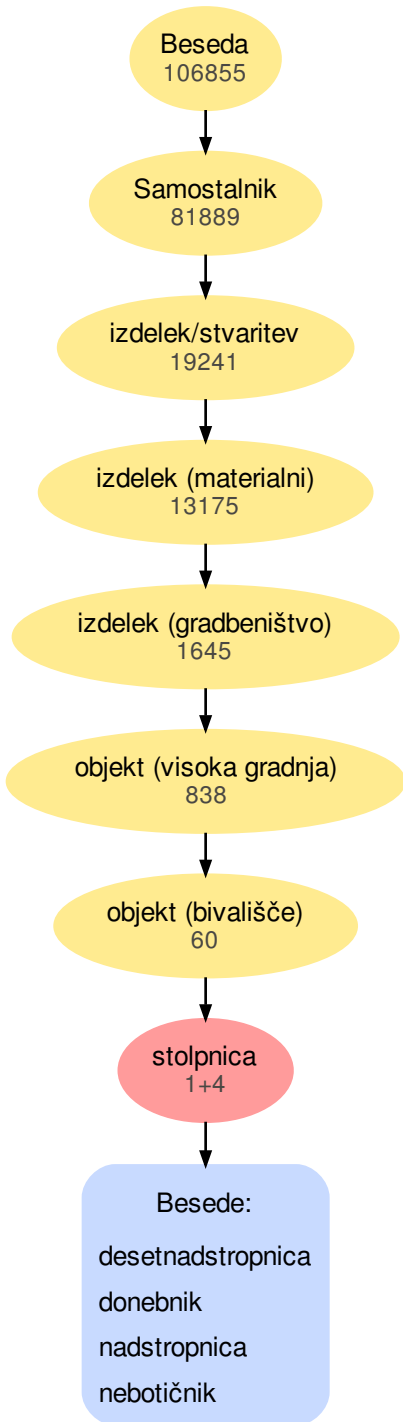 Beseda
106855
Samostalnik
81889
izdelek/stvaritev
19241
izdelek (materialni)
13175
izdelek (gradbeništvo)
1645
objekt (visoka gradnja)
838
objekt (bivališče)
60
stolpnica
1+4
Besede:
desetnadstropnica
donebnik
nadstropnica
nebotičnik